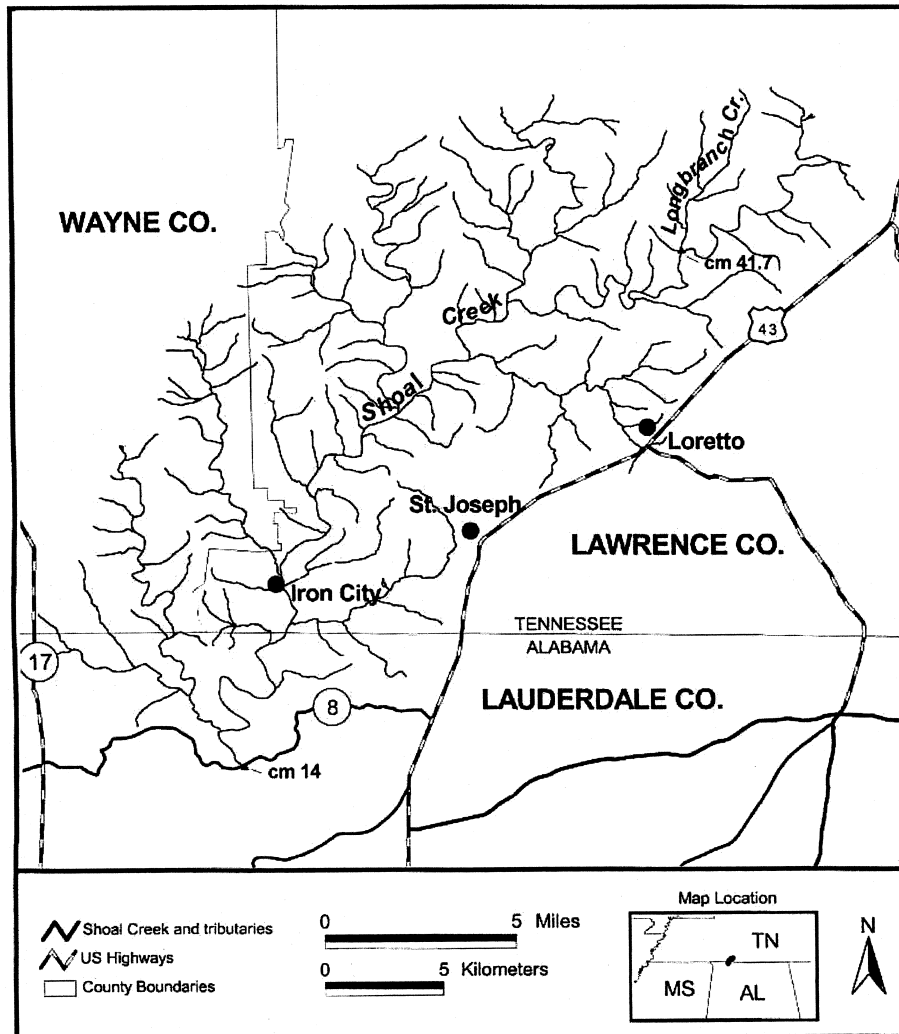 Longbranch Cr.
WAYNE CO.
cm 41.7
Creek
43
Shoal
Loretto
St. Joseph
LAWRENCE CO.
Iron City
TENNESSEE
ALABAMA
17
8
LAUDERDALE CO.
cm 14
Shoal Creek and tributaries
US Highways
County Boundaries
0 5 Miles
0 5 Kilometers
Map Location
TN
MS AL
N